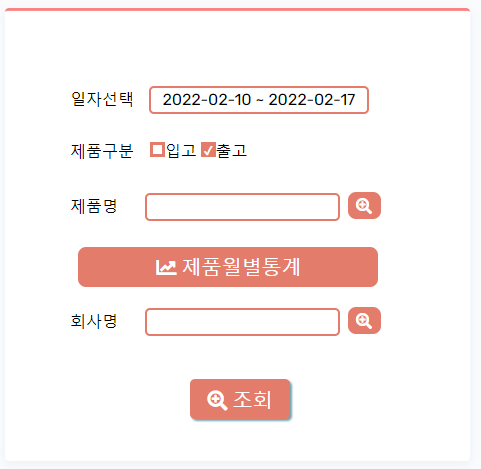 일자선택 2022-02-10 ~ 2022-02-17
제품구분 입고 출고
제품명
제품월별통계
회사명
조회